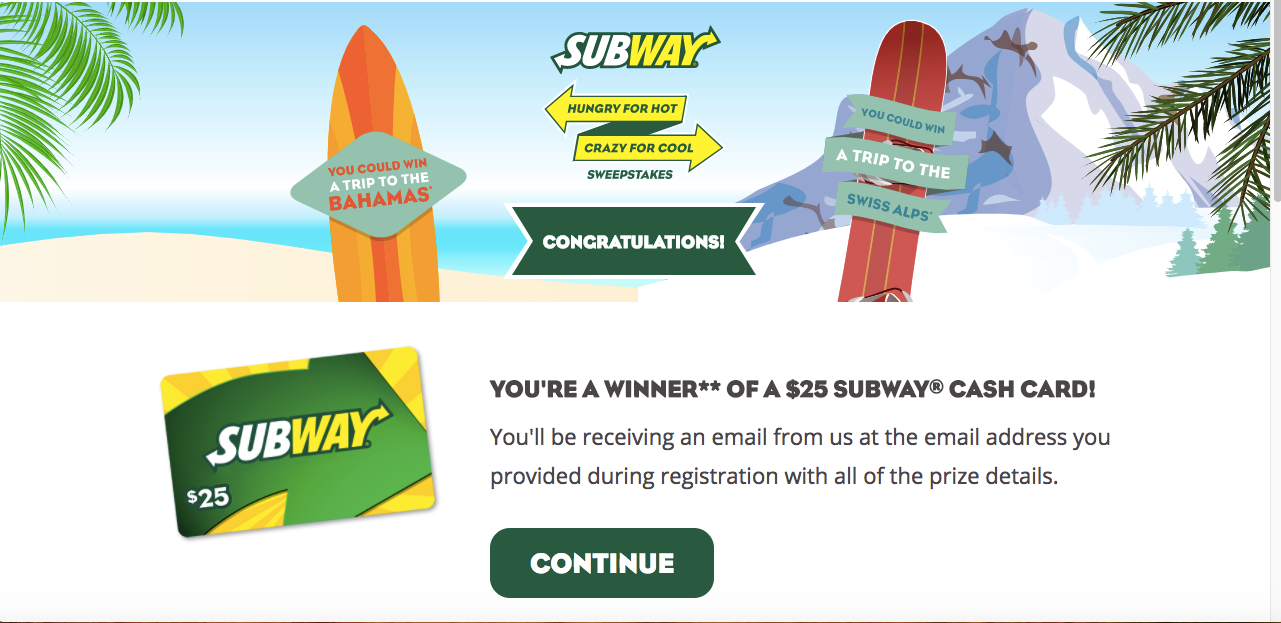 SUBWAY
HUNGRY FOR HOT
CRAZY FOR COOL
SWEEPSTAKES
YOU COULD WIN
A TRIP TO THE
BAHAMAS*
YOU COULD WIN
A TRIP TO THE
SWISS ALPS*
CONGRATULATIONS!
SUBWAY
$25
YOU'RE A WINNER** OF A $25 SUBWAY® CASH CARD!
You'll be receiving an email from us at the email address you
provided during registration with all of the prize details.
CONTINUE